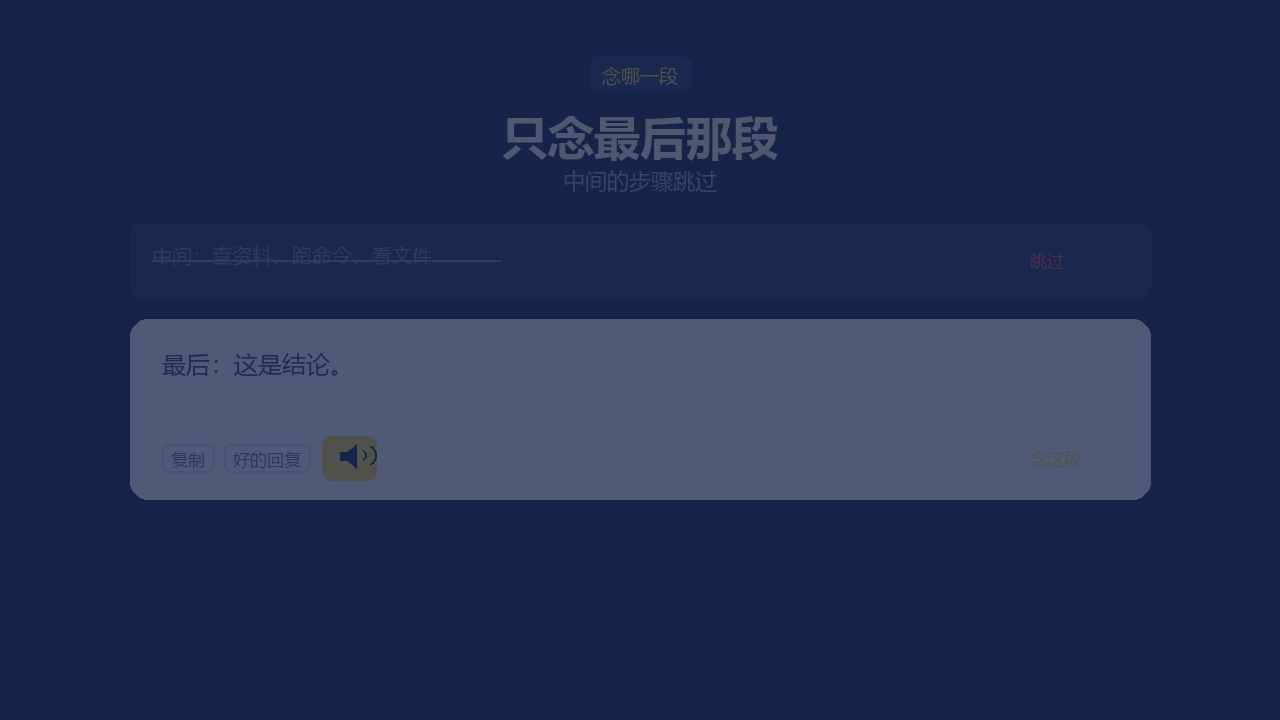 念哪一段
只念最后那段
中间的步骤跳过
中间：查资料、跑命令、看文件
跳过
最后：这是结论。
复制
好的回复
念这段